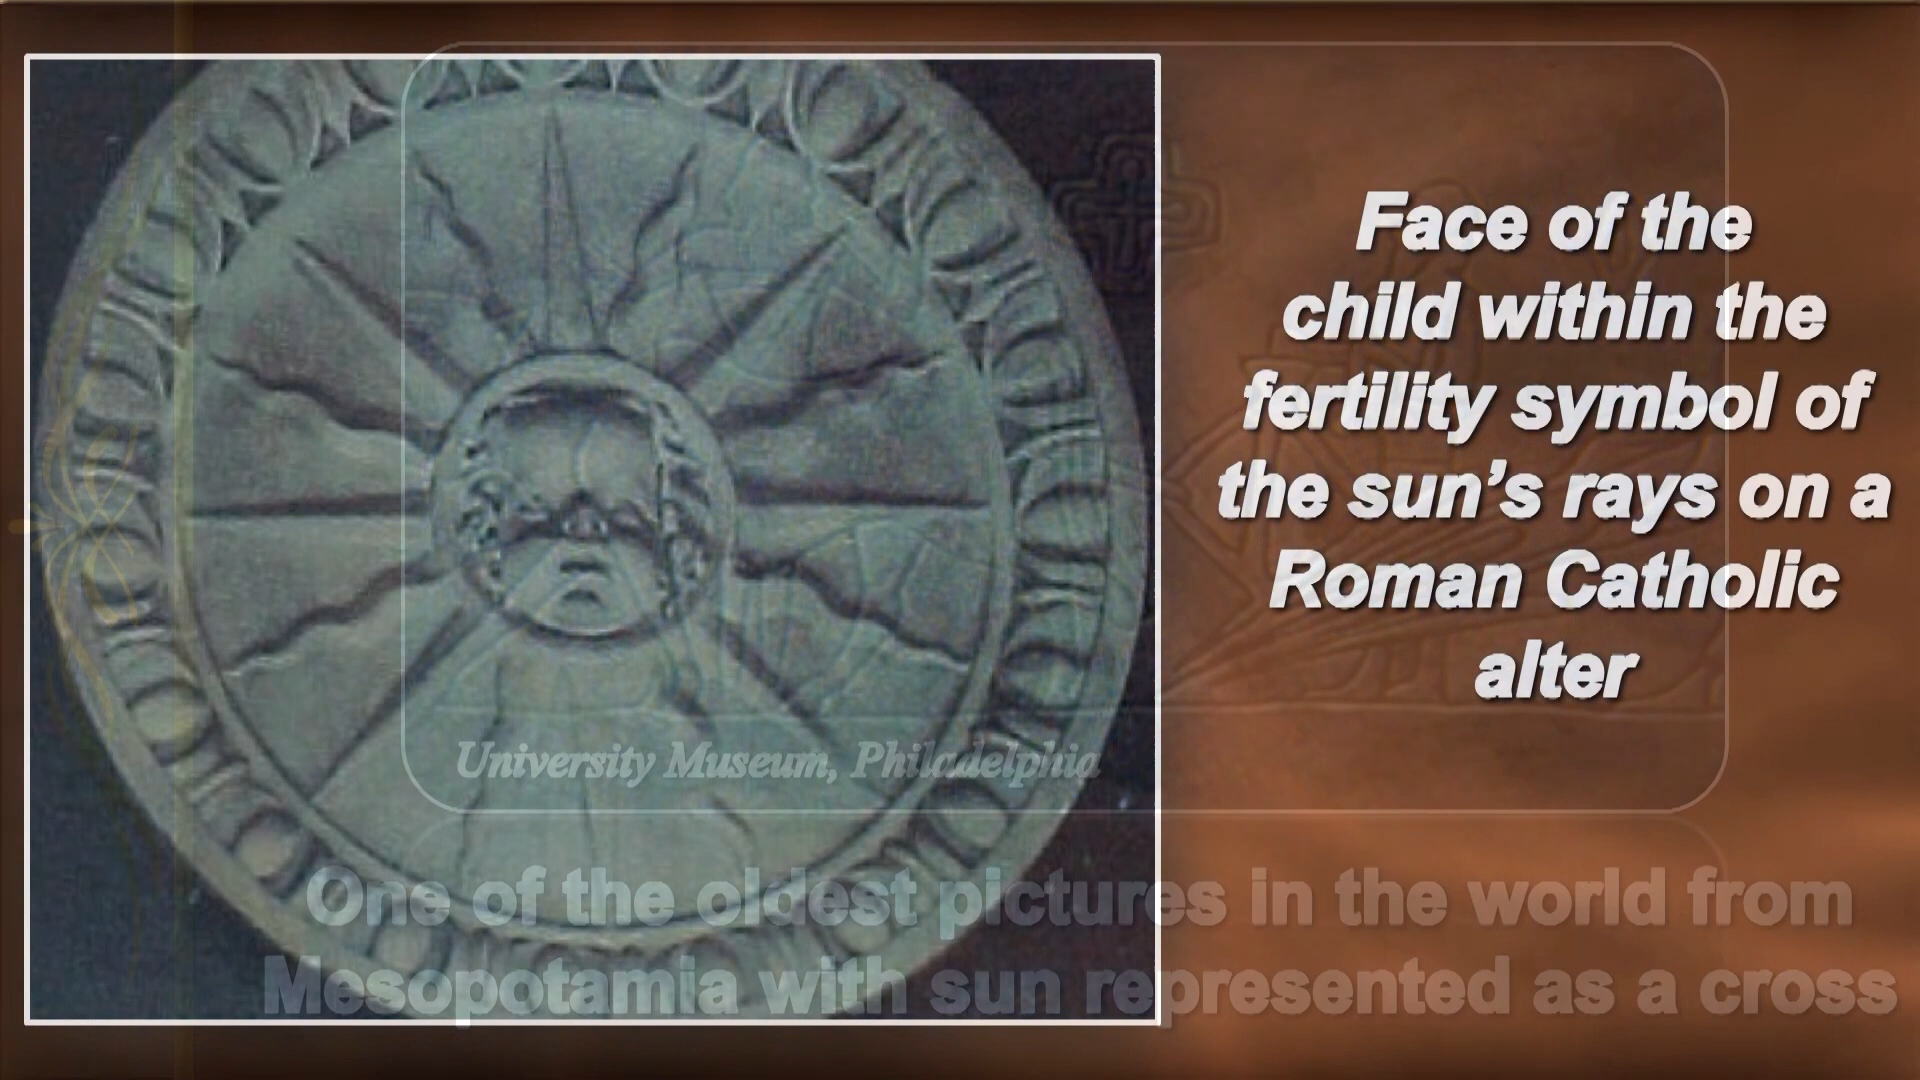 Face of the
child within the
fertility symbol of
the sun’s rays on a
Roman Catholic
alter
University Museum, Philadelphia
One of the oldest pictures in the world from
Mesopotamia with sun represented as a cross